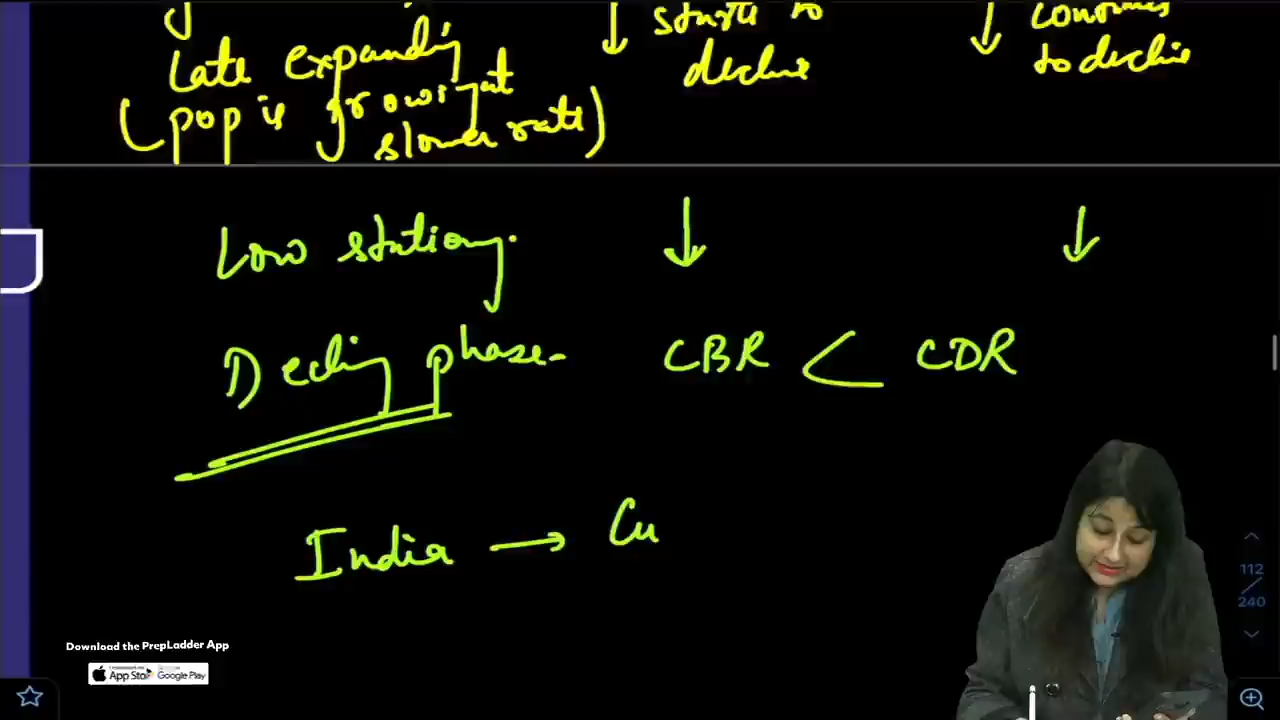 starts to
continues
Late expanding
decline
to decline
(pop is growing at
slower rate)
Low stationary.
↓
↓
Declining phase-
CBR < CDR
India → Cu
112
240
Download the PrepLadder App
App Store
Google Play